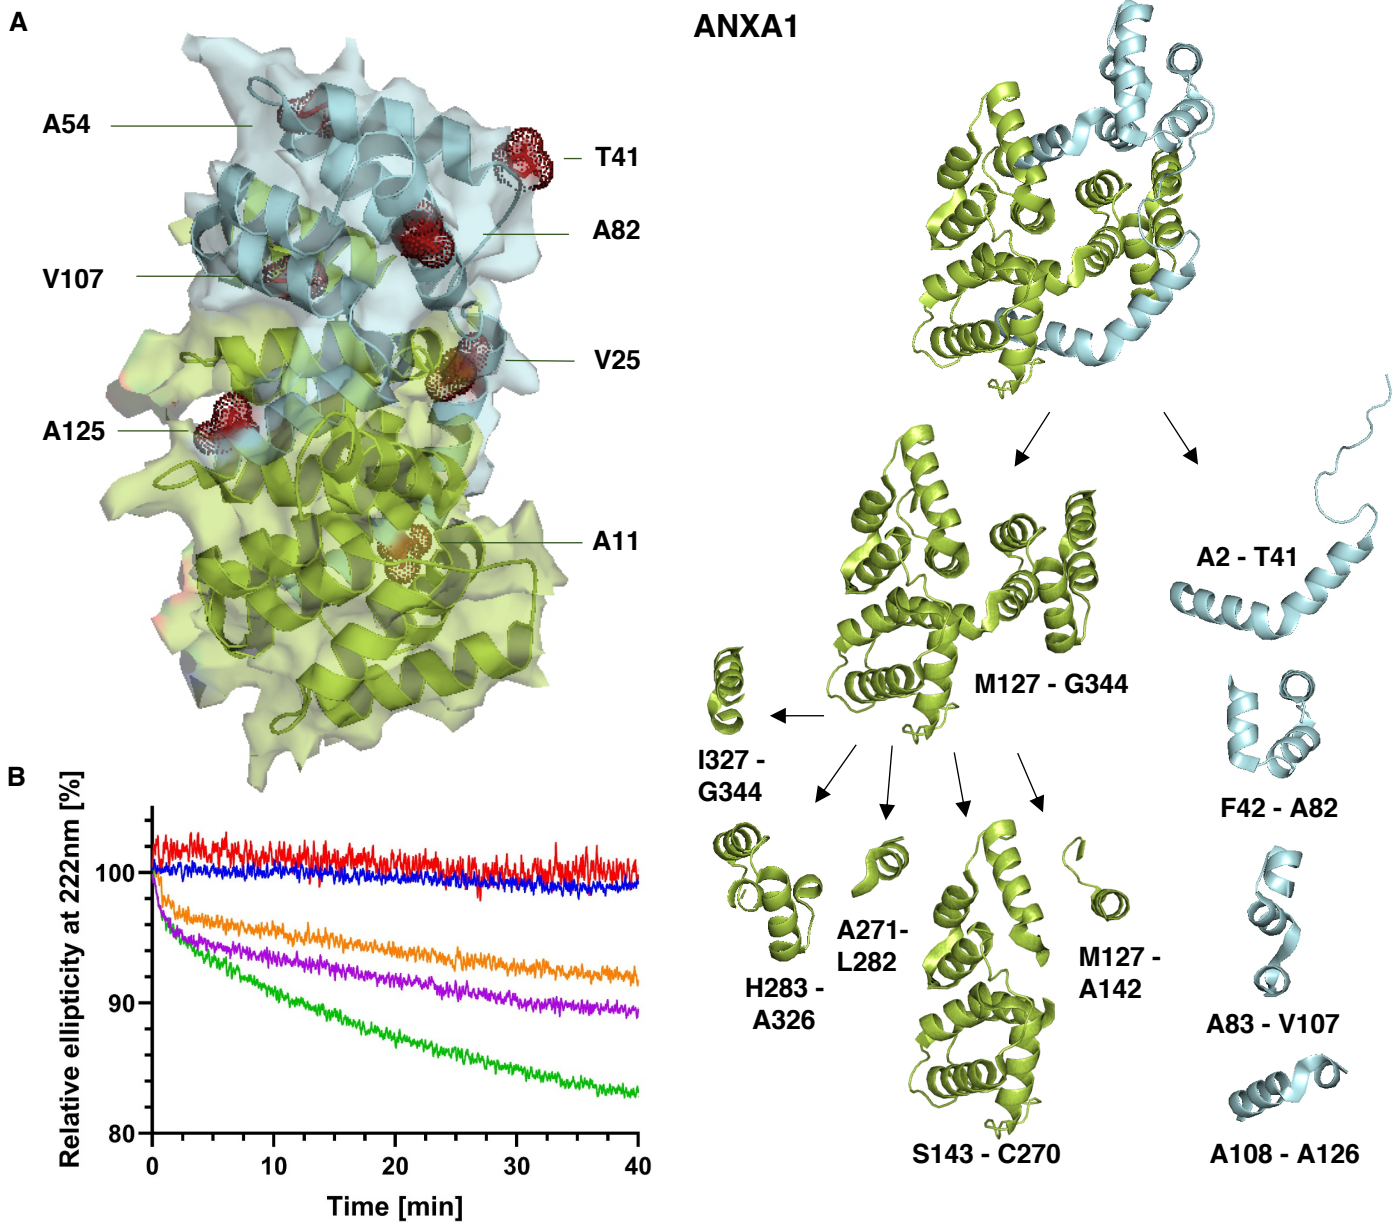 A
ANXA1
A54
T41
A82
V107
V25
A125
A11
A2 - T41
M127 - G344
F42 - A82
I327 -
G344
A271-
L282
H283 -
A326
M127 -
A142
A83 - V107
S143 - C270
A108 - A126
B
Relative ellipticity at 222nm [%]
100
90
80
0
10
20
30
40
Time [min]